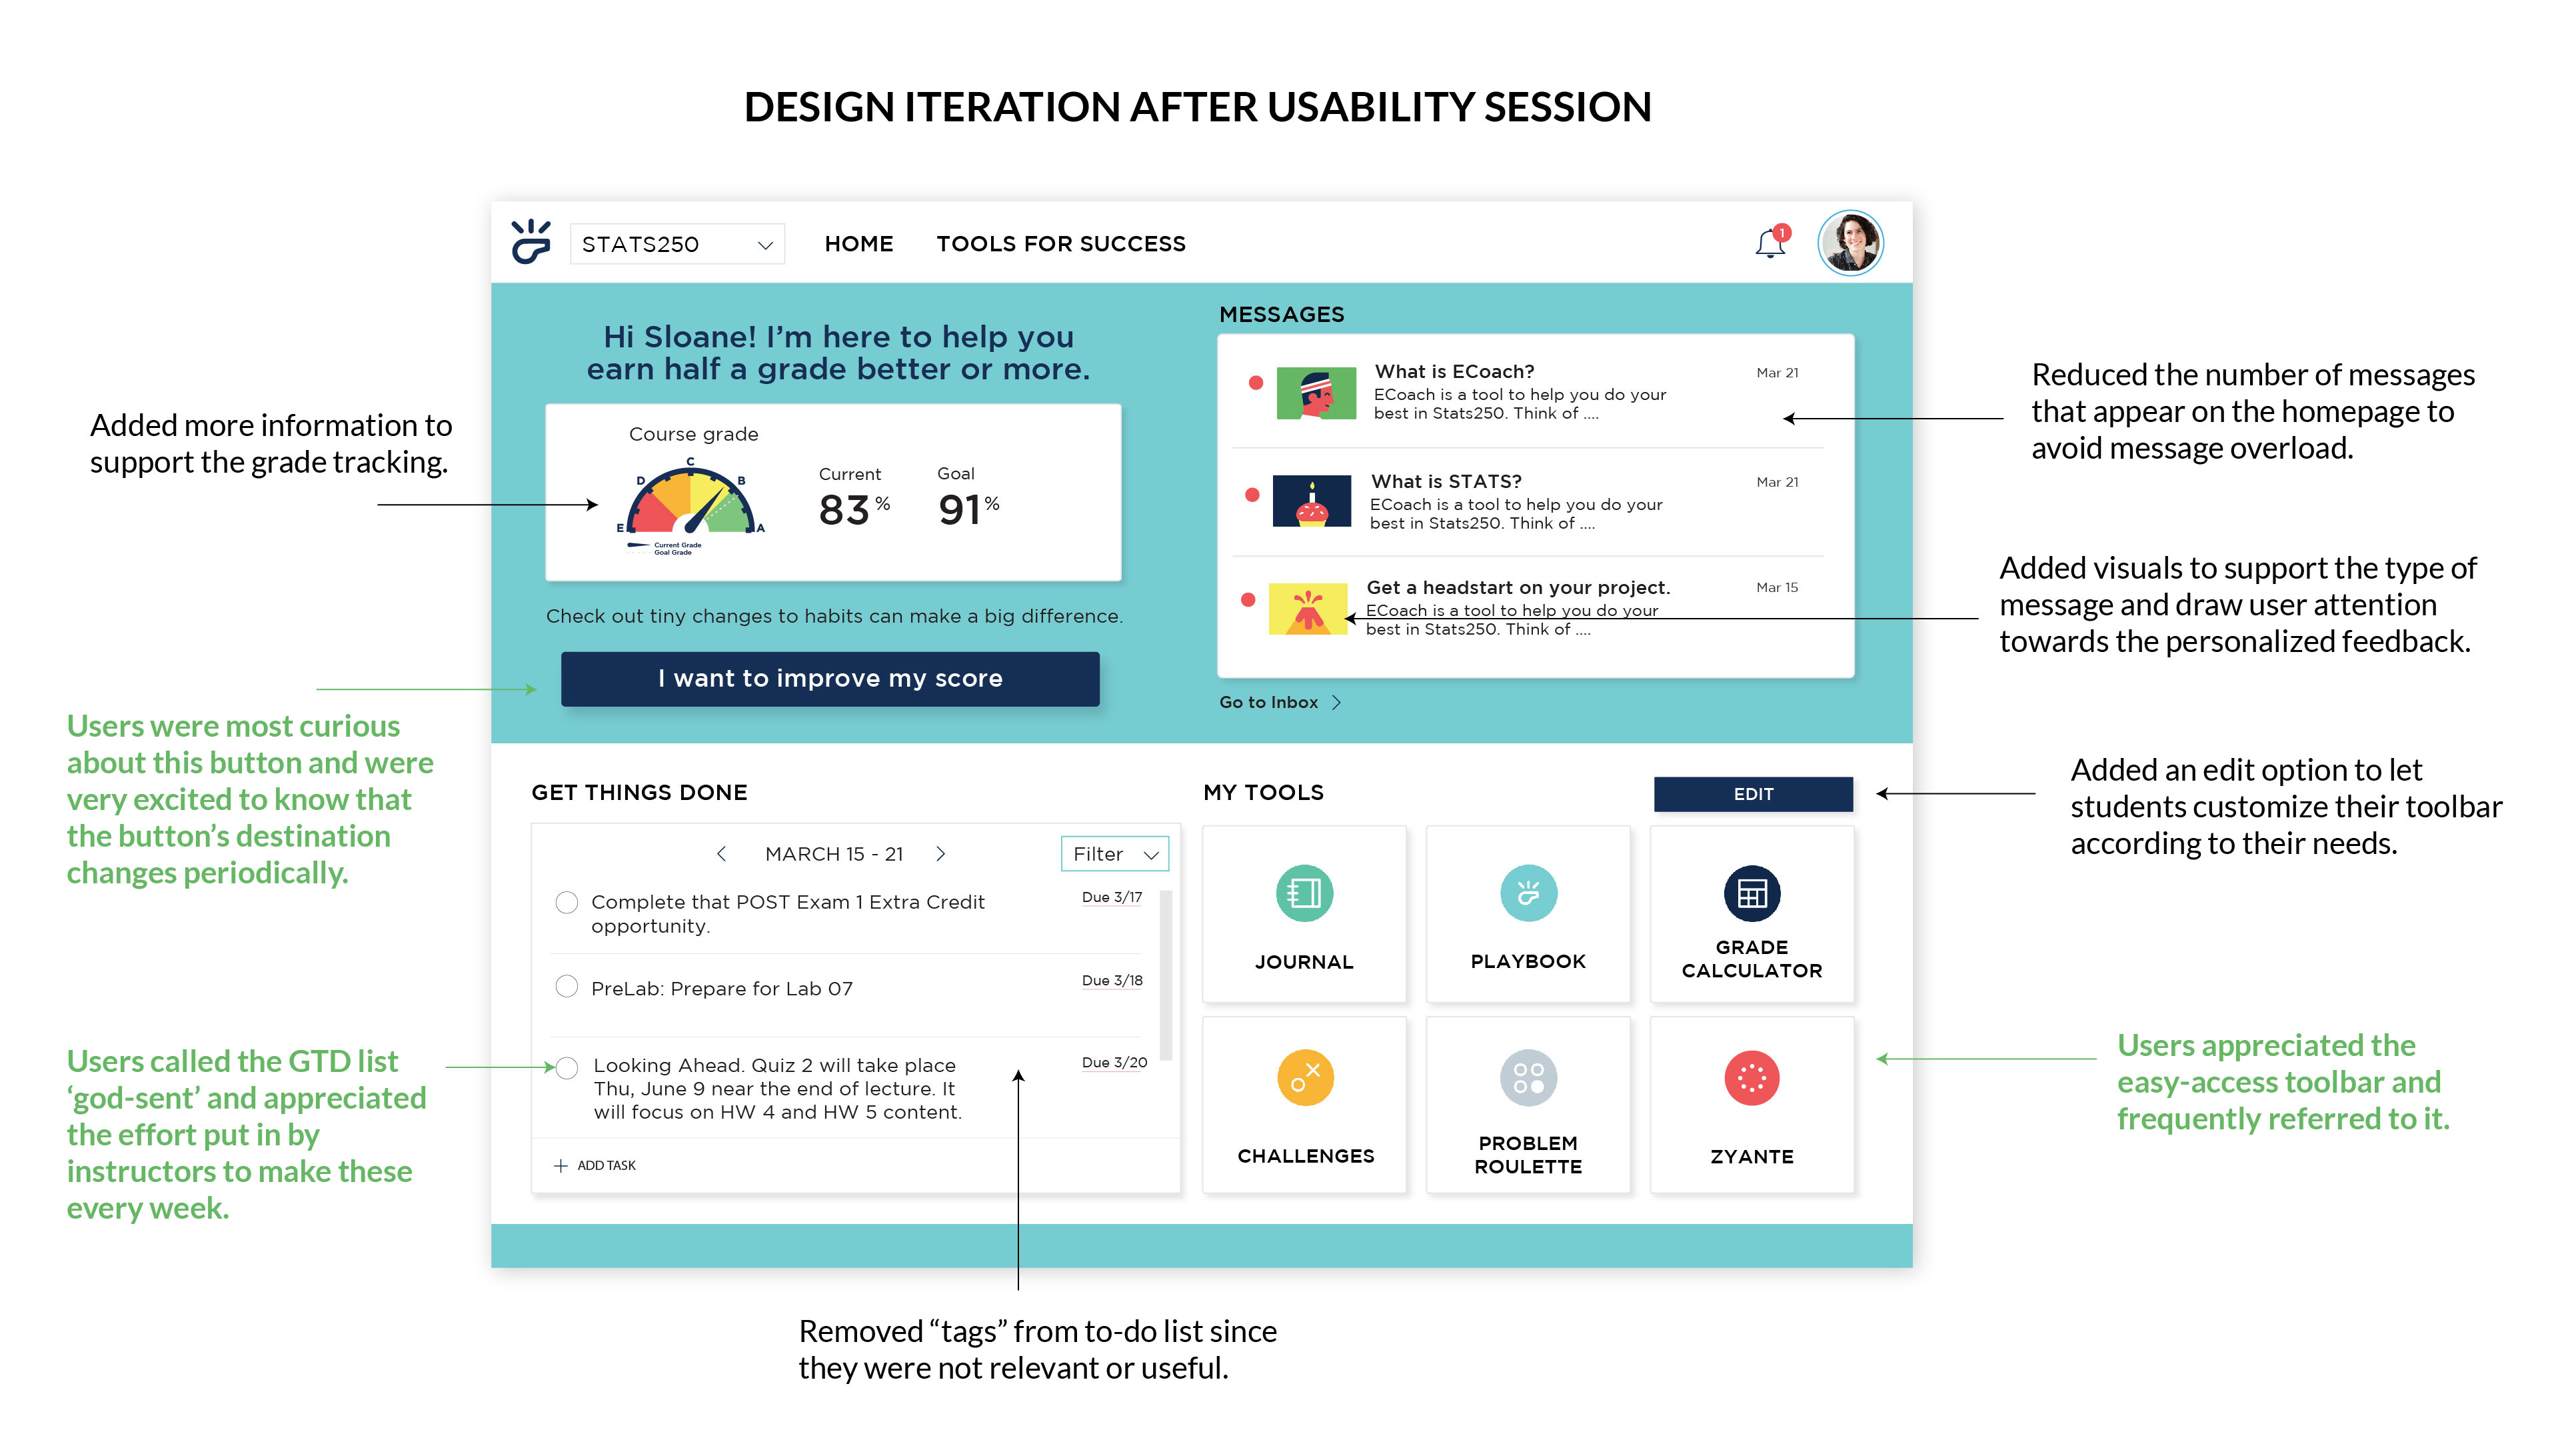 DESIGN ITERATION AFTER USABILITY SESSION
STATS250
HOME
TOOLS FOR SUCCESS
1
Hi Sloane! I'm here to help you
earn half a grade better or more.
Course grade
E
D
C
B
A
Current Grade
Goal Grade
Current
83 %
Goal
91 %
Check out tiny changes to habits can make a big difference.
I want to improve my score
MESSAGES
What is ECoach?
Mar 21
ECoach is a tool to help you do your
best in Stats250. Think of ....
What is STATS?
Mar 21
ECoach is a tool to help you do your
best in Stats250. Think of ....
Get a headstart on your project.
Mar 15
ECoach is a tool to help you do your
best in Stats250. Think of ....
Go to Inbox
GET THINGS DONE
MARCH 15 - 21
Filter
Complete that POST Exam 1 Extra Credit
opportunity.
Due 3/17
PreLab: Prepare for Lab 07
Due 3/18
Looking Ahead. Quiz 2 will take place
Thu, June 9 near the end of lecture. It
will focus on HW 4 and HW 5 content.
Due 3/20
ADD TASK
MY TOOLS
EDIT
JOURNAL
PLAYBOOK
GRADE
CALCULATOR
CHALLENGES
PROBLEM
ROULETTE
ZYANTE
Added more information to
support the grade tracking.
Users were most curious
about this button and were
very excited to know that
the button's destination
changes periodically.
Users called the GTD list
‘god-sent’ and appreciated
the effort put in by
instructors to make these
every week.
Removed “tags” from to-do list since
they were not relevant or useful.
Reduced the number of messages
that appear on the homepage to
avoid message overload.
Added visuals to support the type of
message and draw user attention
towards the personalized feedback.
Added an edit option to let
students customize their toolbar
according to their needs.
Users appreciated the
easy-access toolbar and
frequently referred to it.